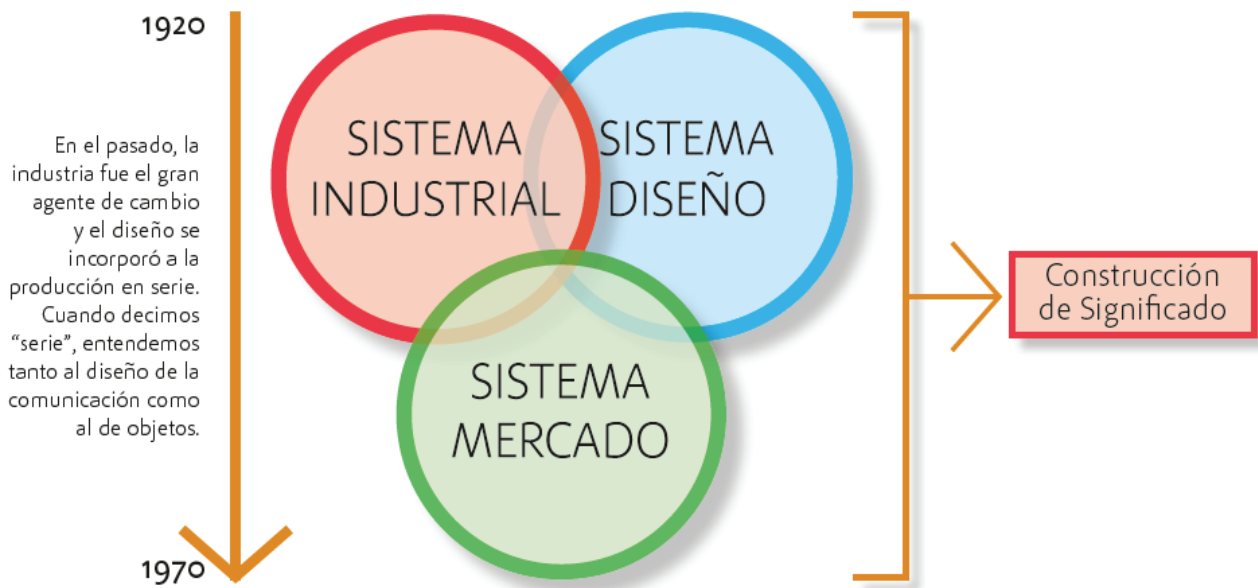 1920
En el pasado, la
industria fue el gran
agente de cambio
y el diseño se
incorporó a la
producción en serie.
Cuando decimos
“serie”, entendemos
tanto al diseño de la
comunicación como
al de objetos.
1970
SISTEMA
INDUSTRIAL
SISTEMA
DISEÑO
SISTEMA
MERCADO
Construcción
de Significado